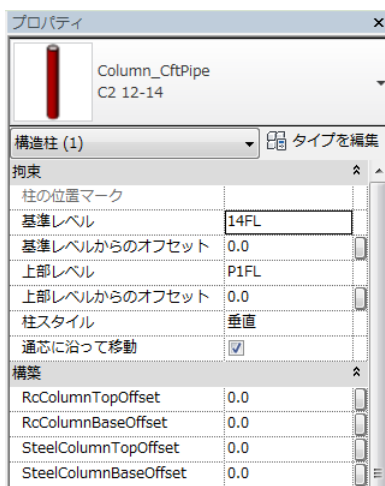 プロパティ
Column_CftPipe
C2 12-14
構造柱 (1) タイプを編集
拘束
柱の位置マーク
基準レベル 14FL
基準レベルからのオフセット 0.0
上部レベル P1FL
上部レベルからのオフセット 0.0
柱スタイル 垂直
通芯に沿って移動
構築
RcColumnTopOffset 0.0
RcColumnBaseOffset 0.0
SteelColumnTopOffset 0.0
SteelColumnBaseOffset 0.0